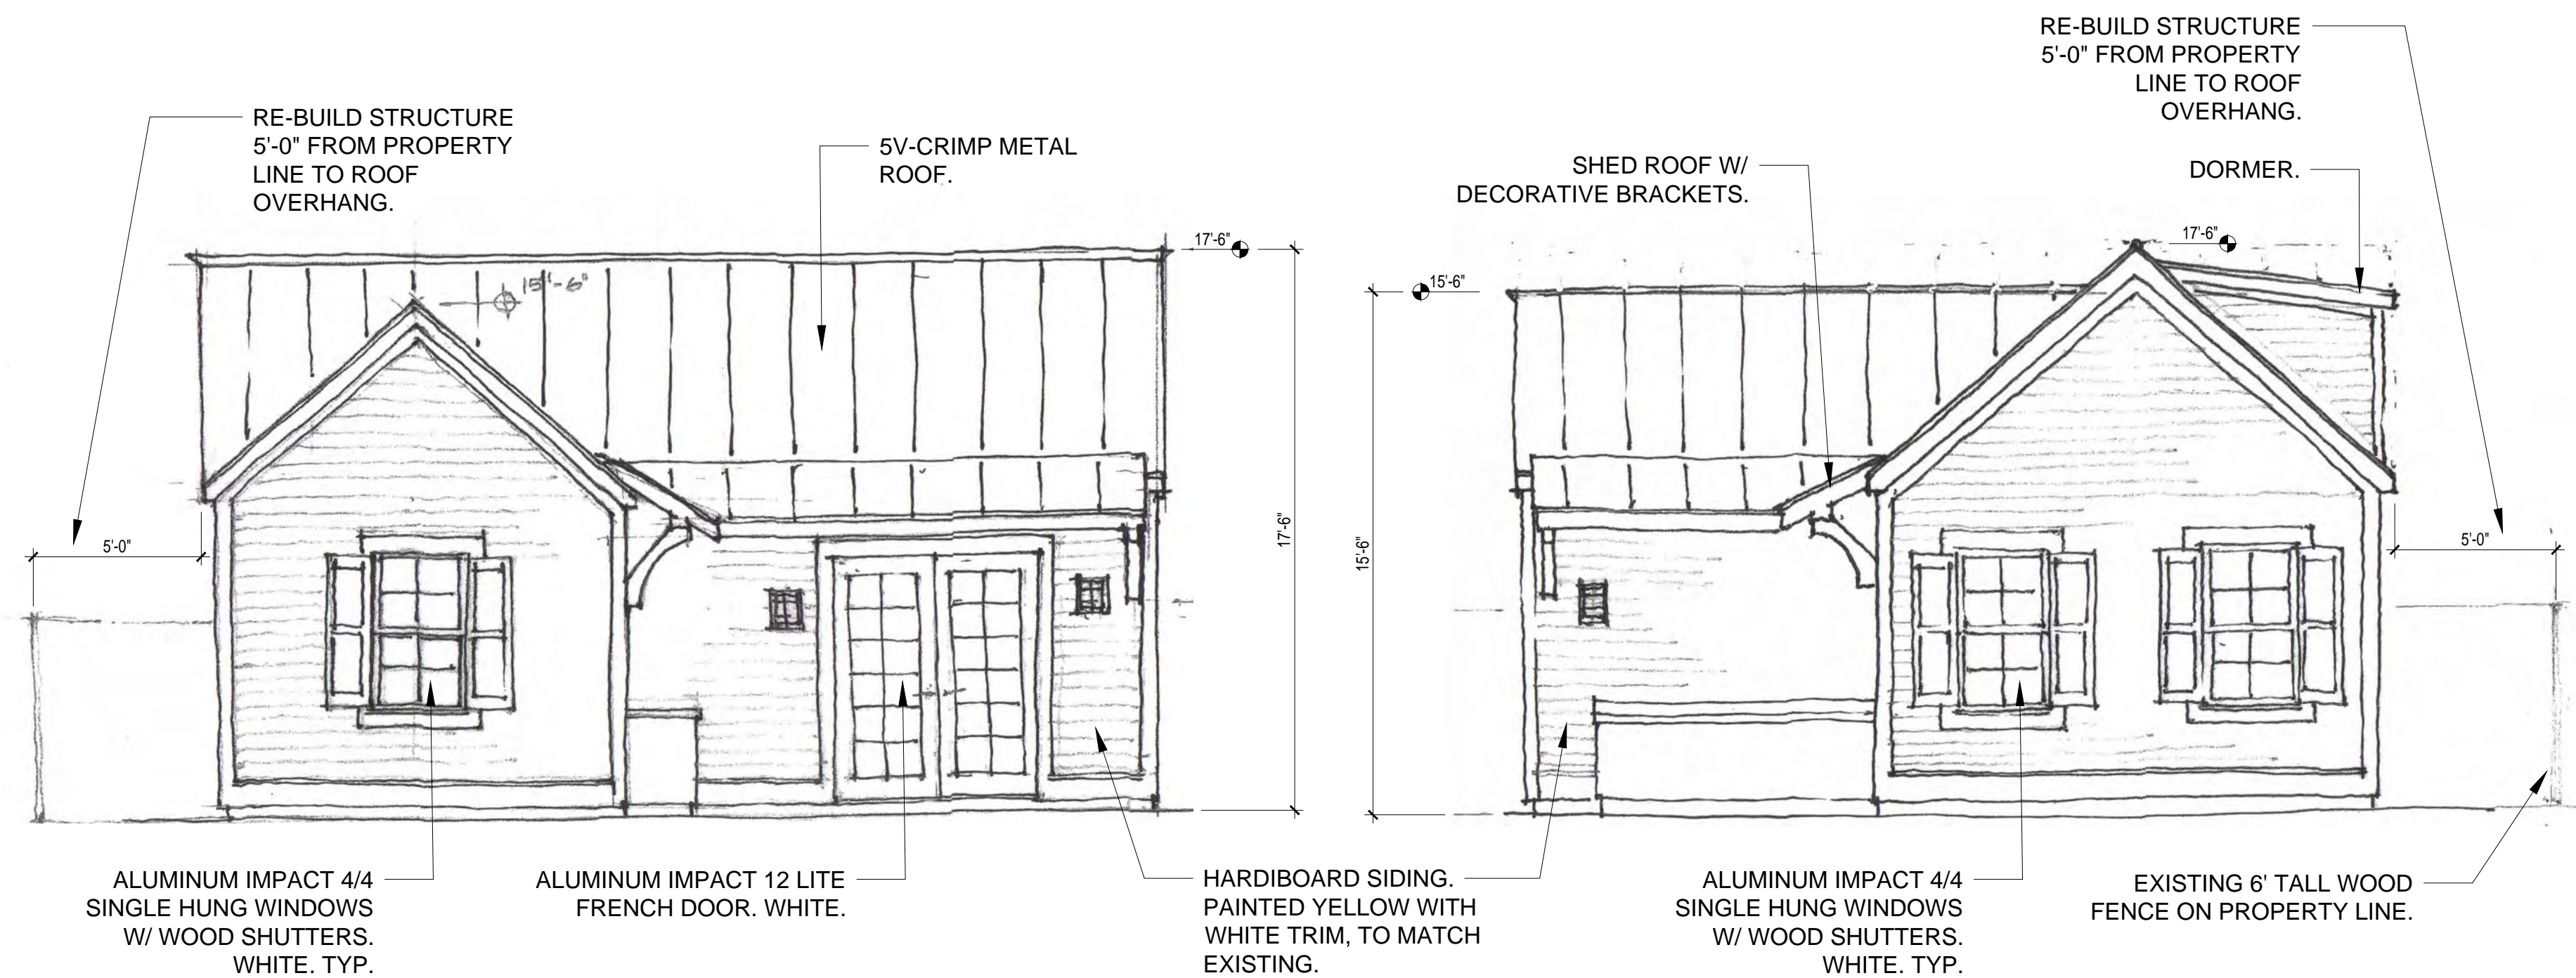 RE-BUILD STRUCTURE
5'-0" FROM PROPERTY
LINE TO ROOF
OVERHANG.
5V-CRIMP METAL
ROOF.
15'-6"
17'-6"
17'-6"
5'-0"
ALUMINUM IMPACT 4/4
SINGLE HUNG WINDOWS
W/ WOOD SHUTTERS.
WHITE. TYP.
ALUMINUM IMPACT 12 LITE
FRENCH DOOR. WHITE.
HARDIBOARD SIDING.
PAINTED YELLOW WITH
WHITE TRIM, TO MATCH
EXISTING.
RE-BUILD STRUCTURE
5'-0" FROM PROPERTY
LINE TO ROOF
OVERHANG.
SHED ROOF W/
DECORATIVE BRACKETS.
DORMER.
17'-6"
15'-6"
15'-6"
5'-0"
ALUMINUM IMPACT 4/4
SINGLE HUNG WINDOWS
W/ WOOD SHUTTERS.
WHITE. TYP.
EXISTING 6' TALL WOOD
FENCE ON PROPERTY LINE.